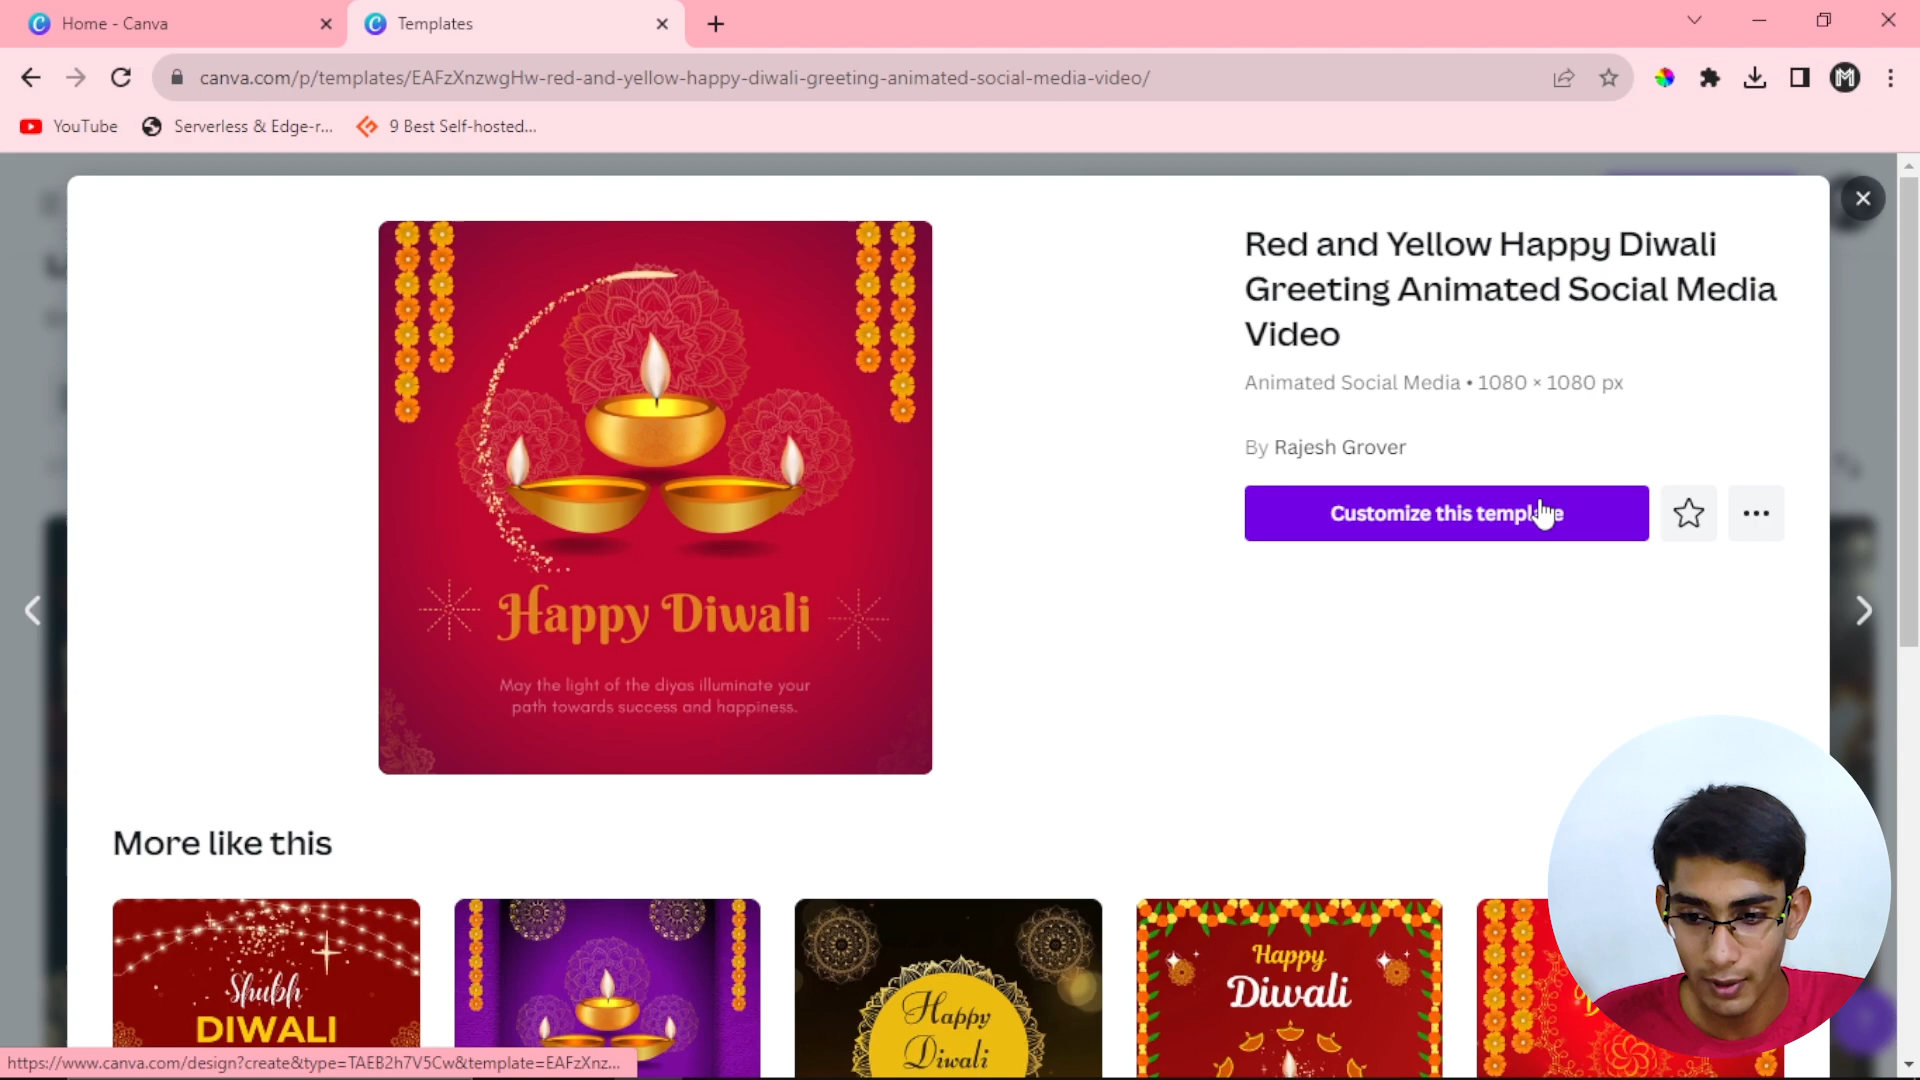 Home - Canva
Templates
canva.com/p/templates/EAFzXnzwgHw-red-and-yellow-happy-diwali-greeting-animated-social-media-video/
YouTube
Serverless & Edge-r...
9 Best Self-hosted...
Red and Yellow Happy Diwali
Greeting Animated Social Media
Video
Animated Social Media • 1080 × 1080 px
By Rajesh Grover
Customize this template
Happy Diwali
May the light of the diyas illuminate your
path towards success and happiness.
More like this
Shubh
DIWALI
Happy
Diwali
Happy
Diwali
https://www.canva.com/design?create&type=TAEB2h7V5Cw&template=EAFzXnz...